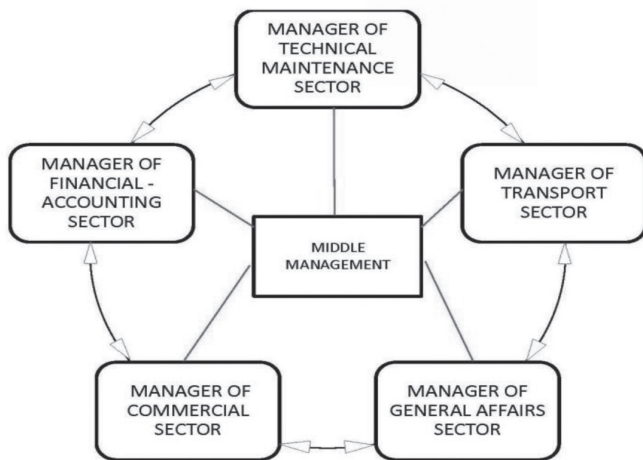 MANAGER OF
TECHNICAL
MAINTENANCE
SECTOR
MANAGER OF
FINANCIAL -
ACCOUNTING
SECTOR
MANAGER OF
TRANSPORT
SECTOR
MIDDLE
MANAGEMENT
MANAGER OF
COMMERCIAL
SECTOR
MANAGER OF
GENERAL AFFAIRS
SECTOR